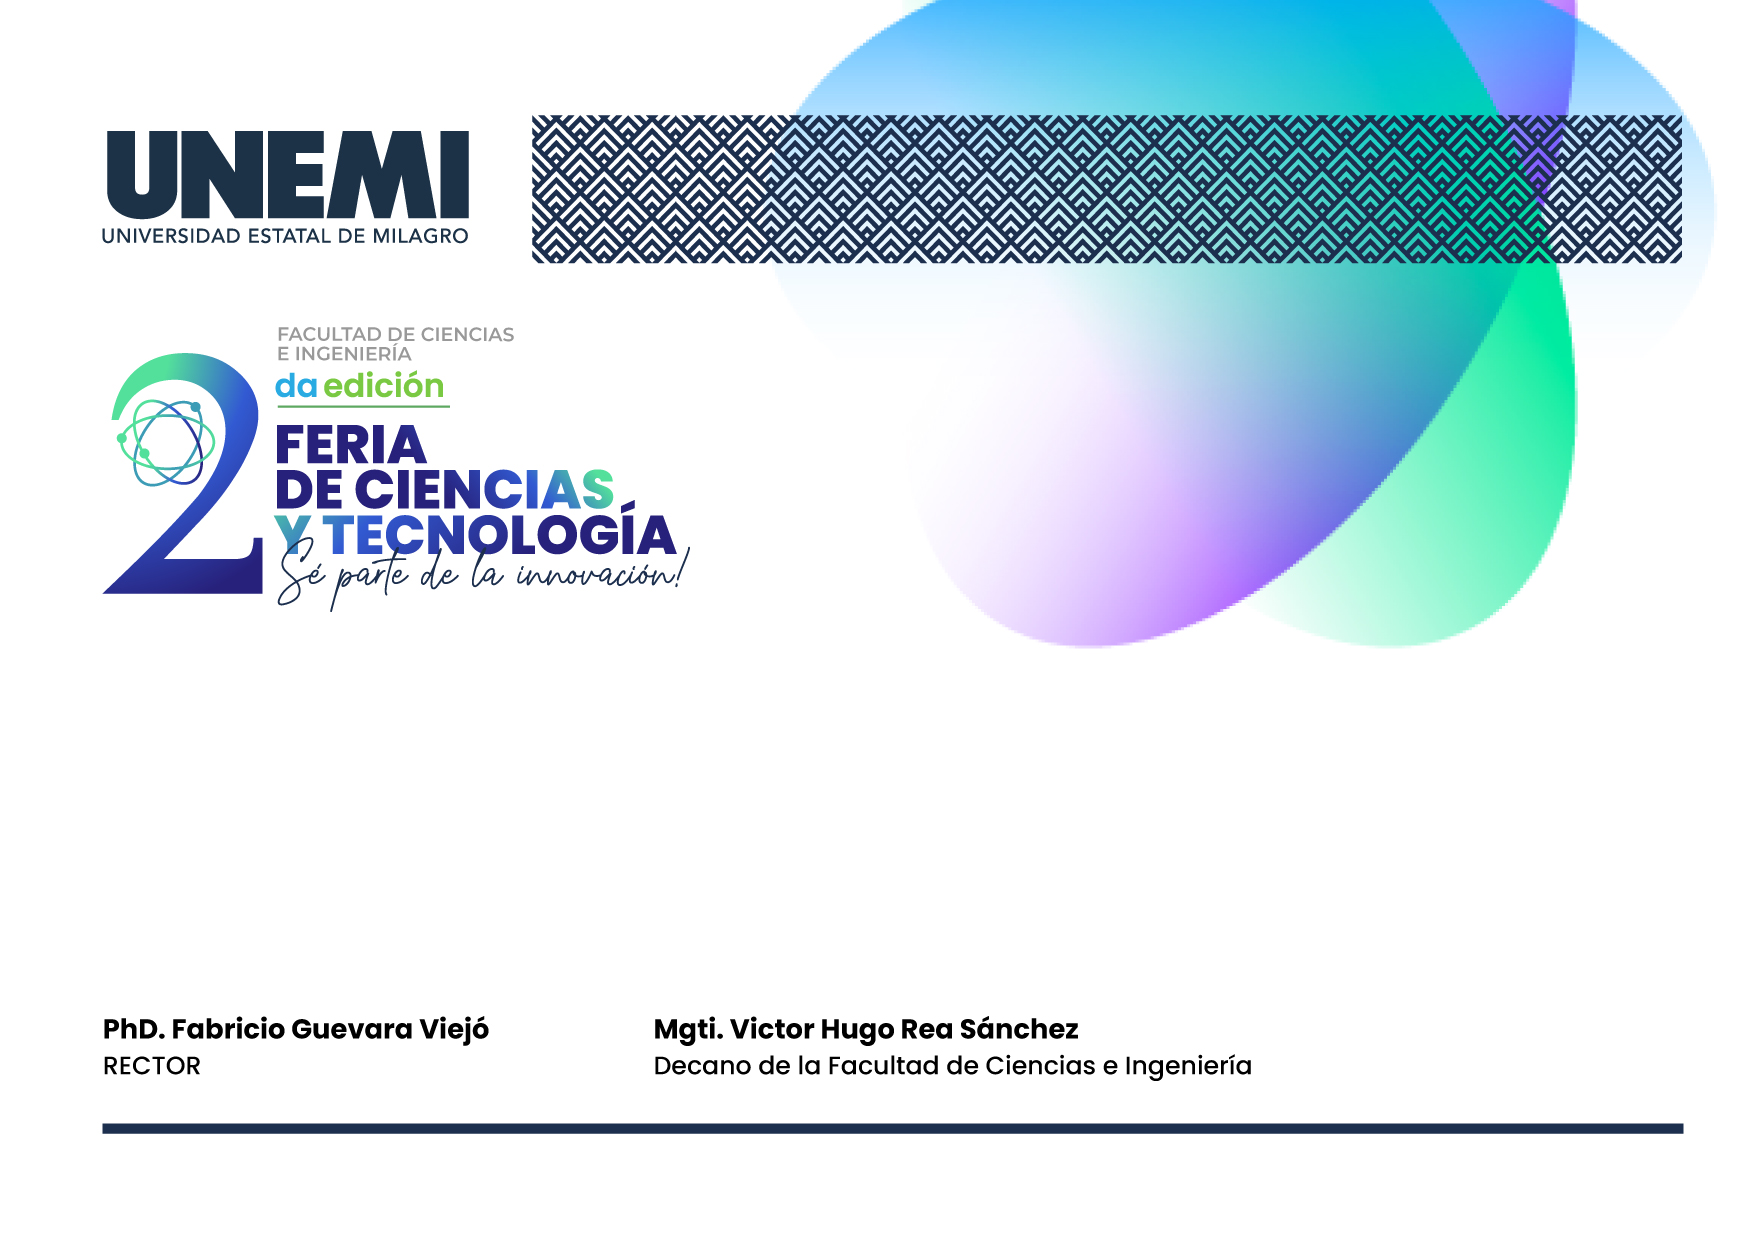 UNEMI
UNIVERSIDAD ESTATAL DE MILAGRO
FACULTAD DE CIENCIAS
E INGENIERÍA
2da edición
FERIA
DE CIENCIAS
Y TECNOLOGÍA
Sé parte de la innovación!
PhD. Fabricio Guevara Viejó
RECTOR
Mgti. Victor Hugo Rea Sánchez
Decano de la Facultad de Ciencias e Ingeniería